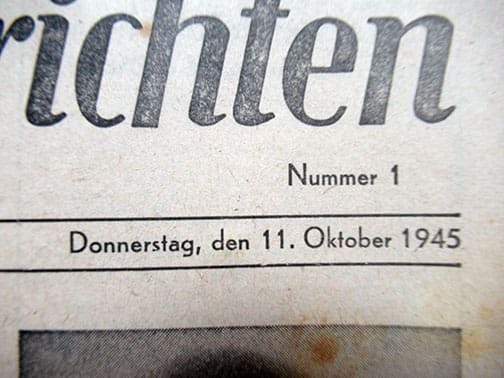 richten
Nummer 1
Donnerstag, den 11. Oktober 1945